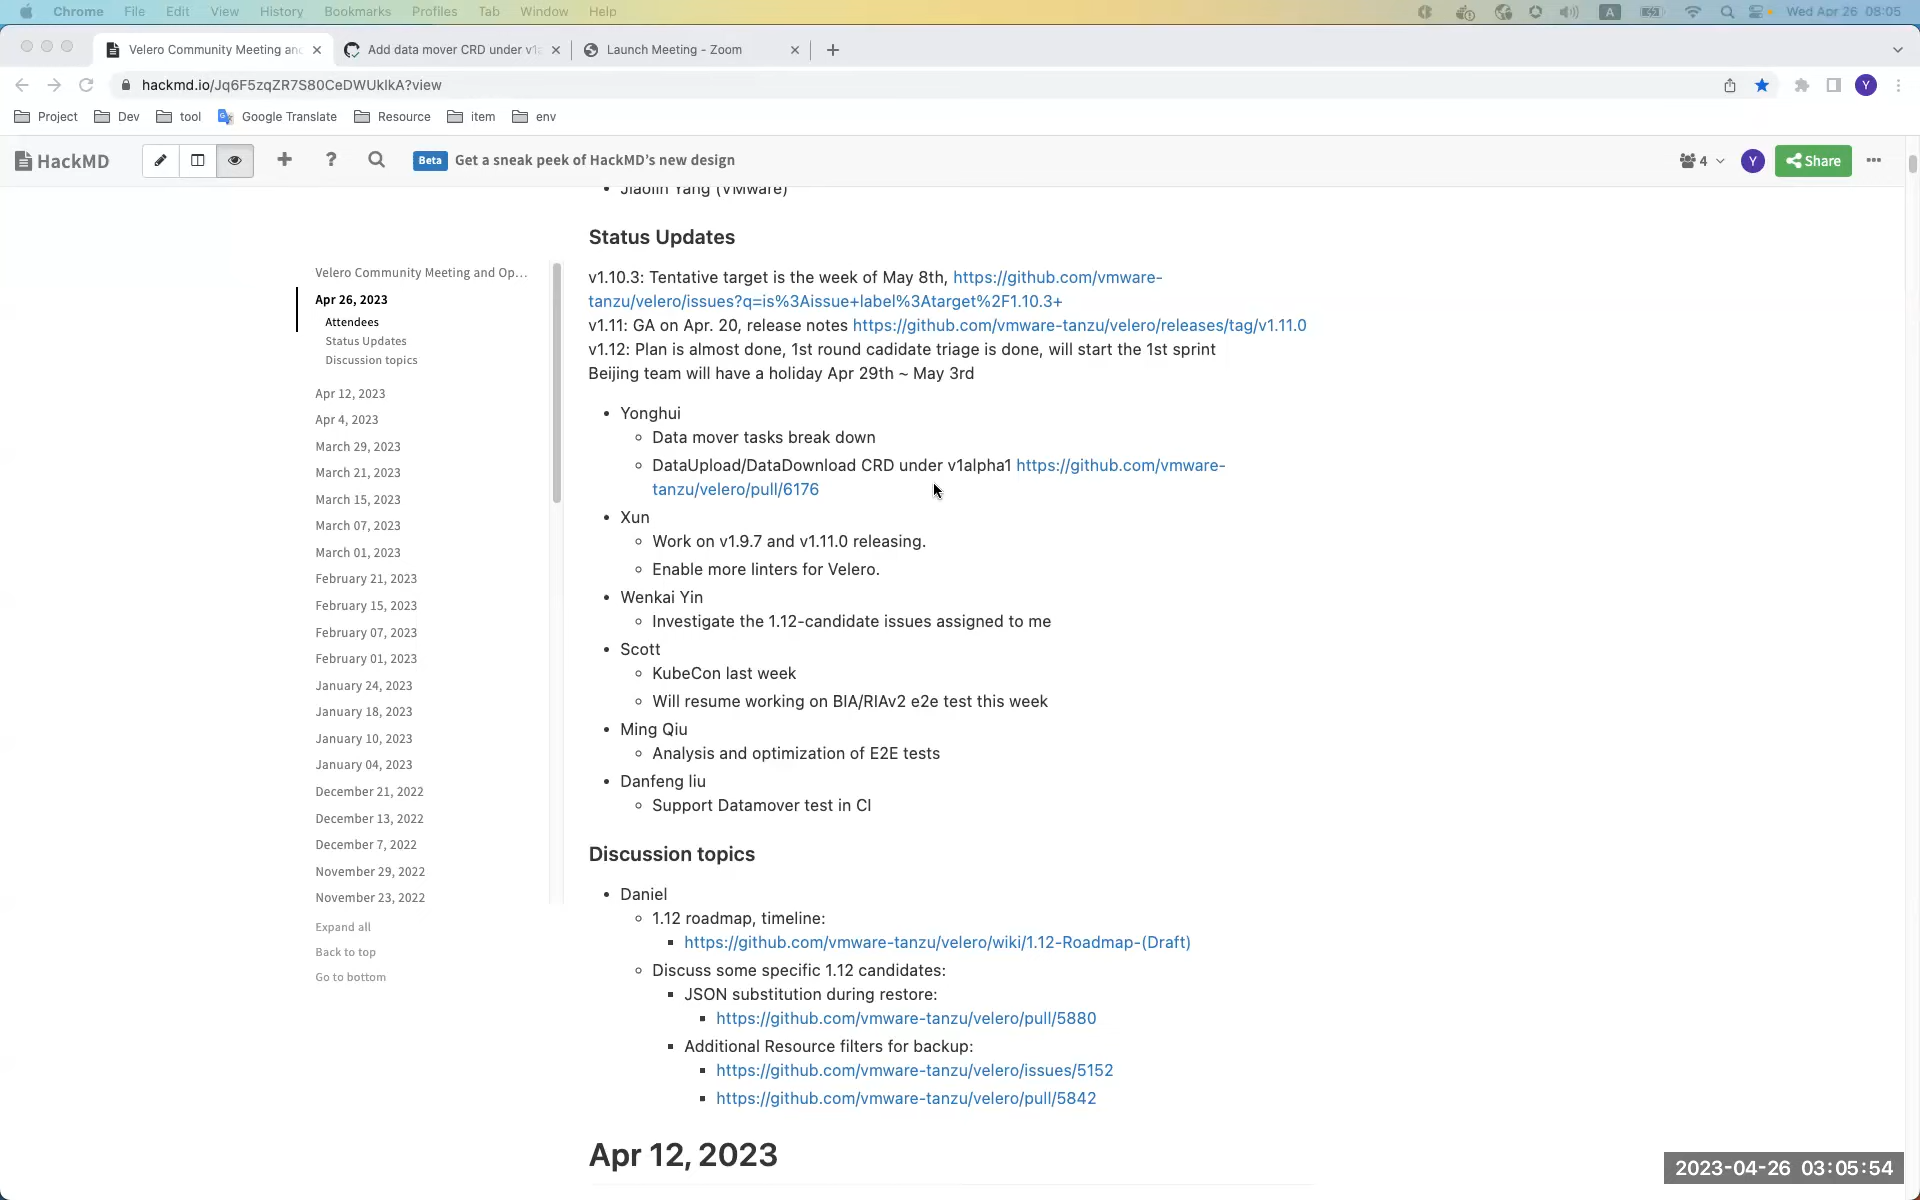 Chrome File Edit View History Bookmarks Profiles Tab Window Help A Wed Apr 26 08:05
Velero Community Meeting and Add data mover CRD under v1 Launch Meeting - Zoom
hackmd.io/Jq6F5zqZR7S80CeDWUklkA?view Y
Project Dev tool Google Translate Resource item env
HackMD Beta Get a sneak peek of HackMD's new design 4 Y Share
Jiaolin Yang (VMware)
Status Updates
Velero Community Meeting and Op...
Apr 26, 2023
Attendees
Status Updates
Discussion topics
Apr 12, 2023
Apr 4, 2023
March 29, 2023
March 21, 2023
March 15, 2023
March 07, 2023
March 01, 2023
February 21, 2023
February 15, 2023
February 07, 2023
February 01, 2023
January 24, 2023
January 18, 2023
January 10, 2023
January 04, 2023
December 21, 2022
December 13, 2022
December 7, 2022
November 29, 2022
November 23, 2022
Expand all
Back to top
Go to bottom
v1.10.3: Tentative target is the week of May 8th, https://github.com/vmware-
tanzu/velero/issues?q=is%3Aissue+label%3Atarget%2F1.10.3+
v1.11: GA on Apr. 20, release notes https://github.com/vmware-tanzu/velero/releases/tag/v1.11.0
v1.12: Plan is almost done, 1st round cadidate triage is done, will start the 1st sprint
Beijing team will have a holiday Apr 29th ~ May 3rd
Yonghui
Data mover tasks break down
DataUpload/DataDownload CRD under v1alpha1 https://github.com/vmware-
tanzu/velero/pull/6176
Xun
Work on v1.9.7 and v1.11.0 releasing.
Enable more linters for Velero.
Wenkai Yin
Investigate the 1.12-candidate issues assigned to me
Scott
KubeCon last week
Will resume working on BIA/RIAv2 e2e test this week
Ming Qiu
Analysis and optimization of E2E tests
Danfeng liu
Support Datamover test in CI
Discussion topics
Daniel
1.12 roadmap, timeline:
https://github.com/vmware-tanzu/velero/wiki/1.12-Roadmap-(Draft)
Discuss some specific 1.12 candidates:
JSON substitution during restore:
https://github.com/vmware-tanzu/velero/pull/5880
Additional Resource filters for backup:
https://github.com/vmware-tanzu/velero/issues/5152
https://github.com/vmware-tanzu/velero/pull/5842
Apr 12, 2023
2023-04-26 03:05:54